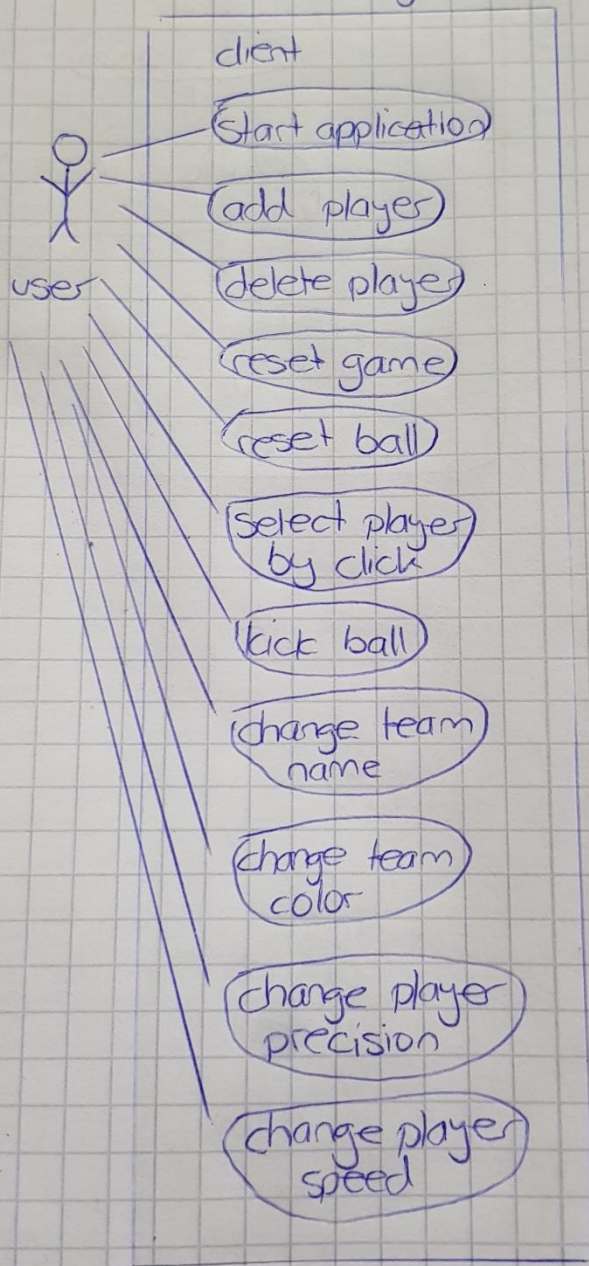 client
start application
add player
delete player
user
reset game
reset ball
select player
by click
kick ball
change team
name
change team
color
change player
precision
change player
speed